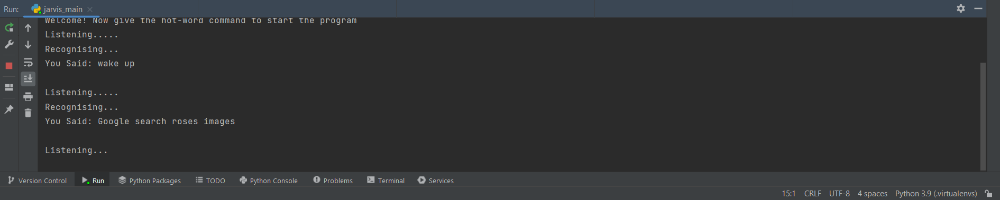 Run: jarvis_main
Welcome! Now give the hot-word command to start the program
Listening.....
Recognising...
You Said: wake up
Listening.....
Recognising...
You Said: Google search roses images
Listening...
Version Control Run Python Packages TODO Python Console Problems Terminal Services
15:1 CRLF UTF-8 4 spaces Python 3.9 (.virtualenvs)